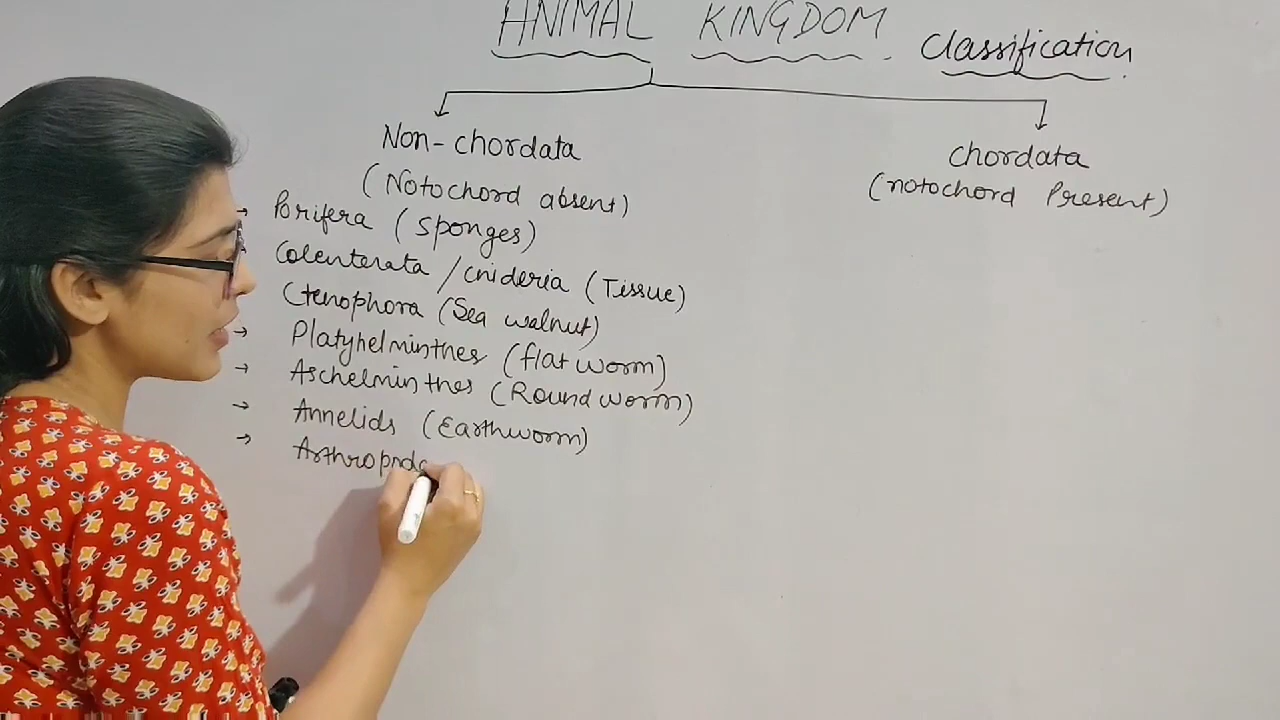 ANIMAL KINGDOM . Classification .
Non-chordata
(Notochord absent)
→ Porifera (Sponges)
Colenterata / cnideria (Tissue)
Ctenophora (Sea walnut)
→ Platyhelminthes (flat worm)
→ Aschelminthes (Round worm)
→ Annelids (Earthworm)
→ Arthropoda
chordata
(notochord Present)